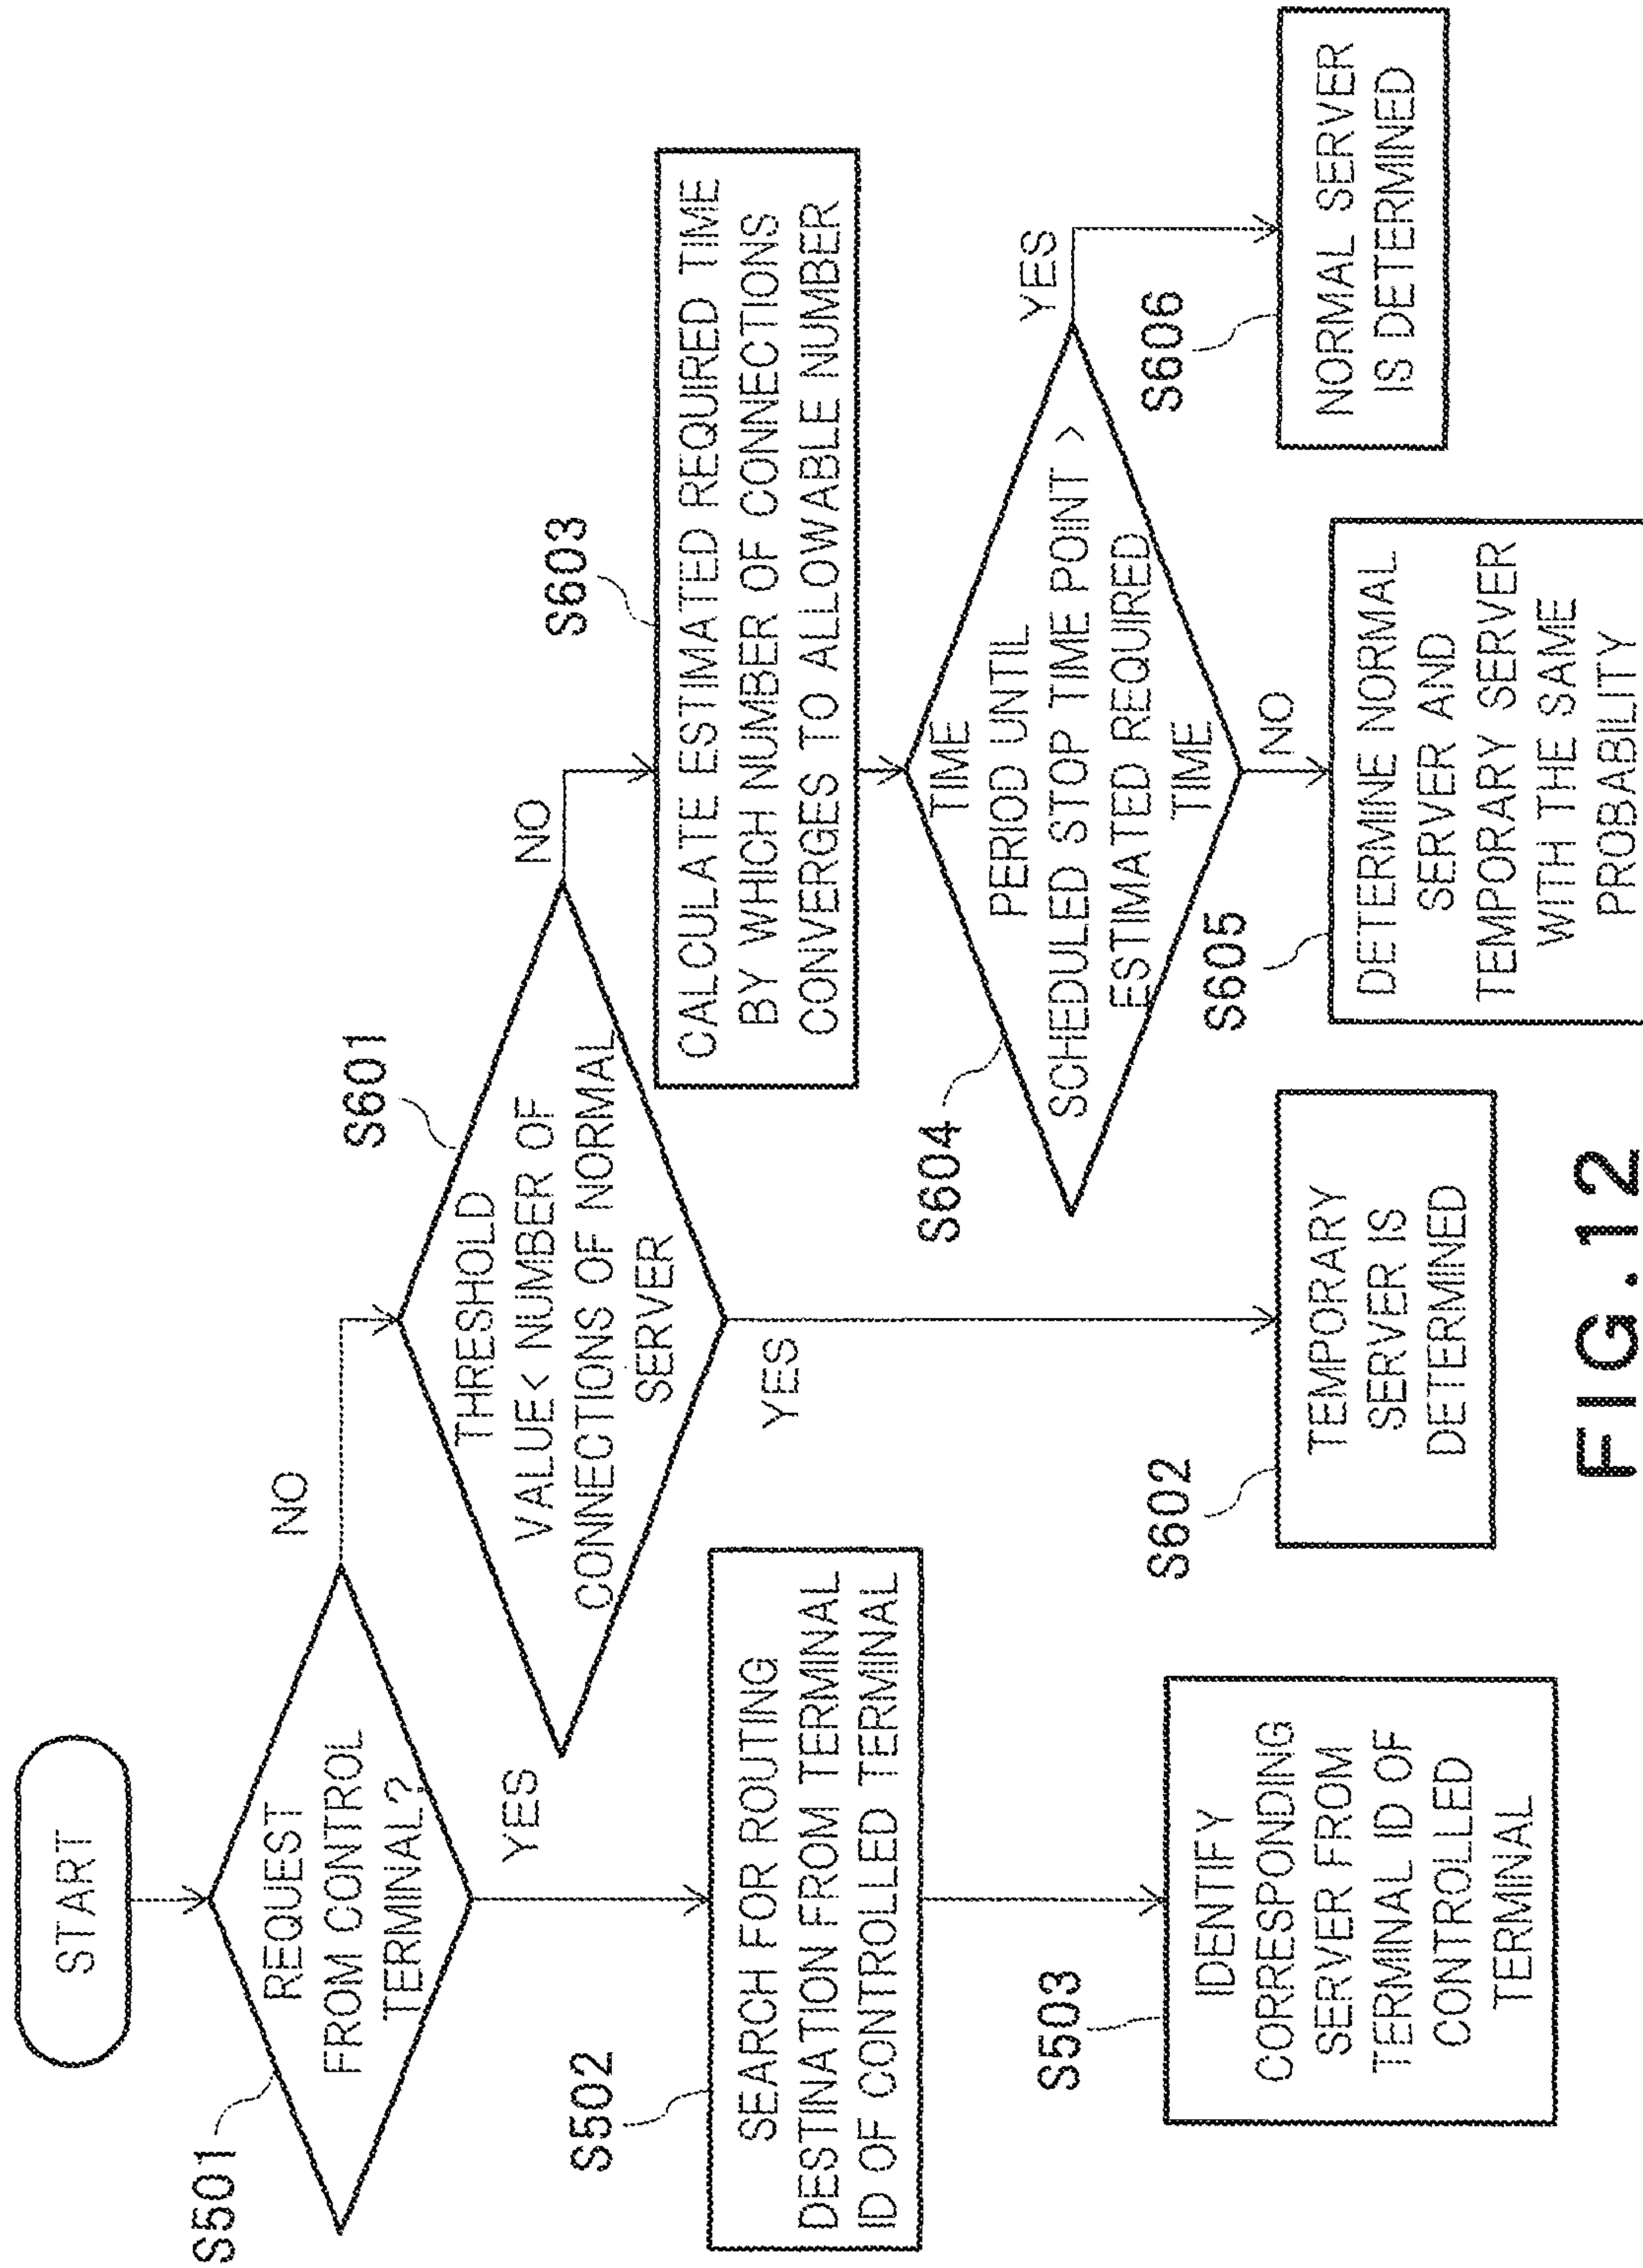 START
S501
REQUEST
FROM CONTROL
TERMINAL?
NO
YES
S502
SEARCH FOR ROUTING
DESTINATION FROM TERMINAL
ID OF CONTROLLED TERMINAL
S503
IDENTIFY
CORRESPONDING
SERVER FROM
TERMINAL ID OF
CONTROLLED
TERMINAL
S601
THRESHOLD
VALUE< NUMBER OF
CONNECTIONS OF NORMAL
SERVER
NO
YES
S602
TEMPORARY
SERVER IS
DETERMINED
S603
CALCULATE ESTIMATED REQUIRED TIME
BY WHICH NUMBER OF CONNECTIONS
CONVERGES TO ALLOWABLE NUMBER
S604
TIME
PERIOD UNTIL
SCHEDULED STOP TIME POINT >
ESTIMATED REQUIRED
TIME
YES
NO
S605
DETERMINE NORMAL
SERVER AND
TEMPORARY SERVER
WITH THE SAME
PROBABILITY
S606
NORMAL SERVER
IS DETERMINED
FIG.12